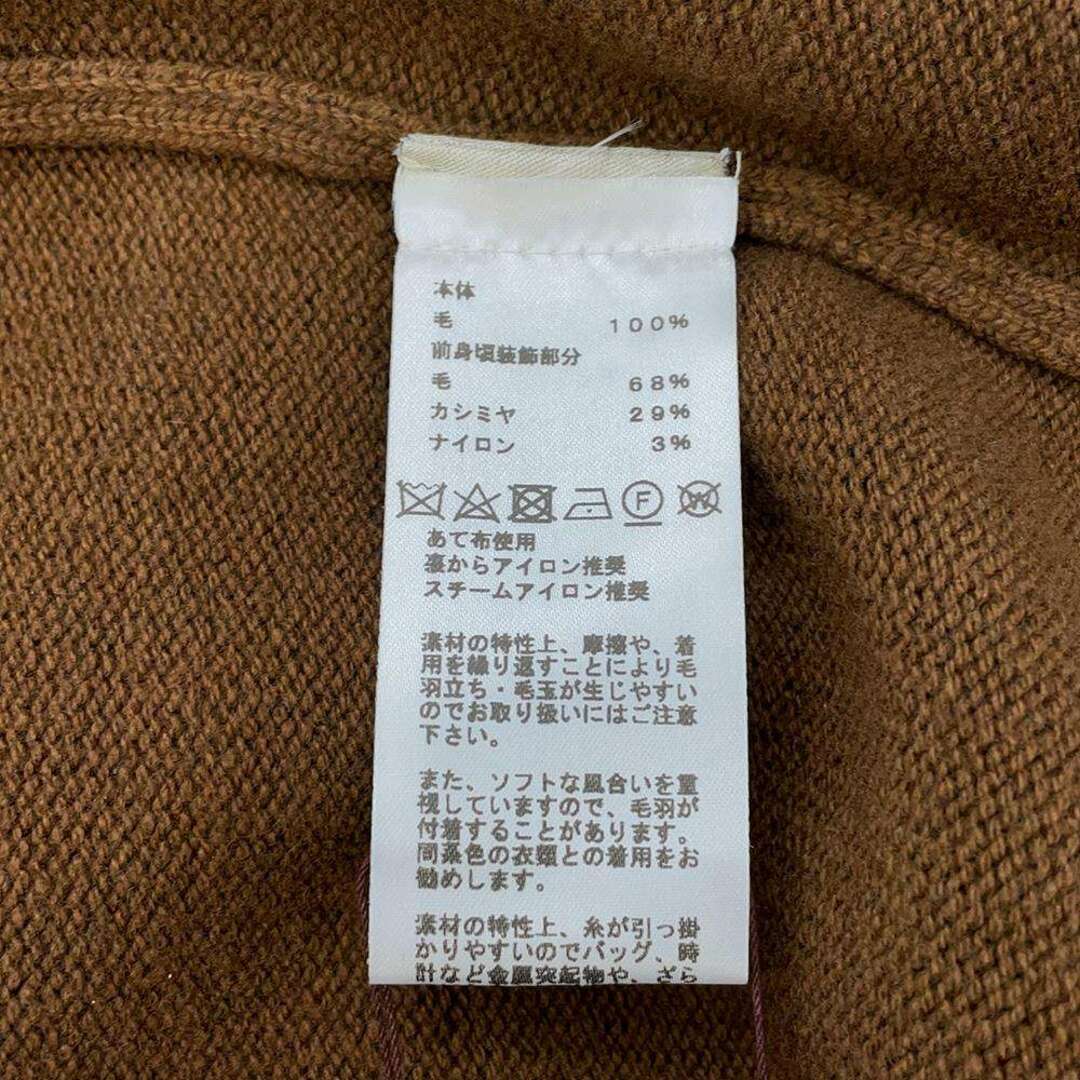 本体
毛 100%
前身頃装飾部分
毛 68%
カシミヤ 29%
ナイロン 3%
F W
あて布使用
裏からアイロン推奨
スチームアイロン推奨
素材の特性上、摩擦や、着
用を繰り返すことにより毛
羽立ち・毛玉が生じやすい
のでお取り扱いにはご注意
下さい。
また、ソフトな風合いを重
視していますので、毛羽が
付着することがあります。
同系色の衣類との着用をお
勧めします。
素材の特性上、糸が引っ掛
かりやすいのでバッグ、時
計など金属突起物や、ざら